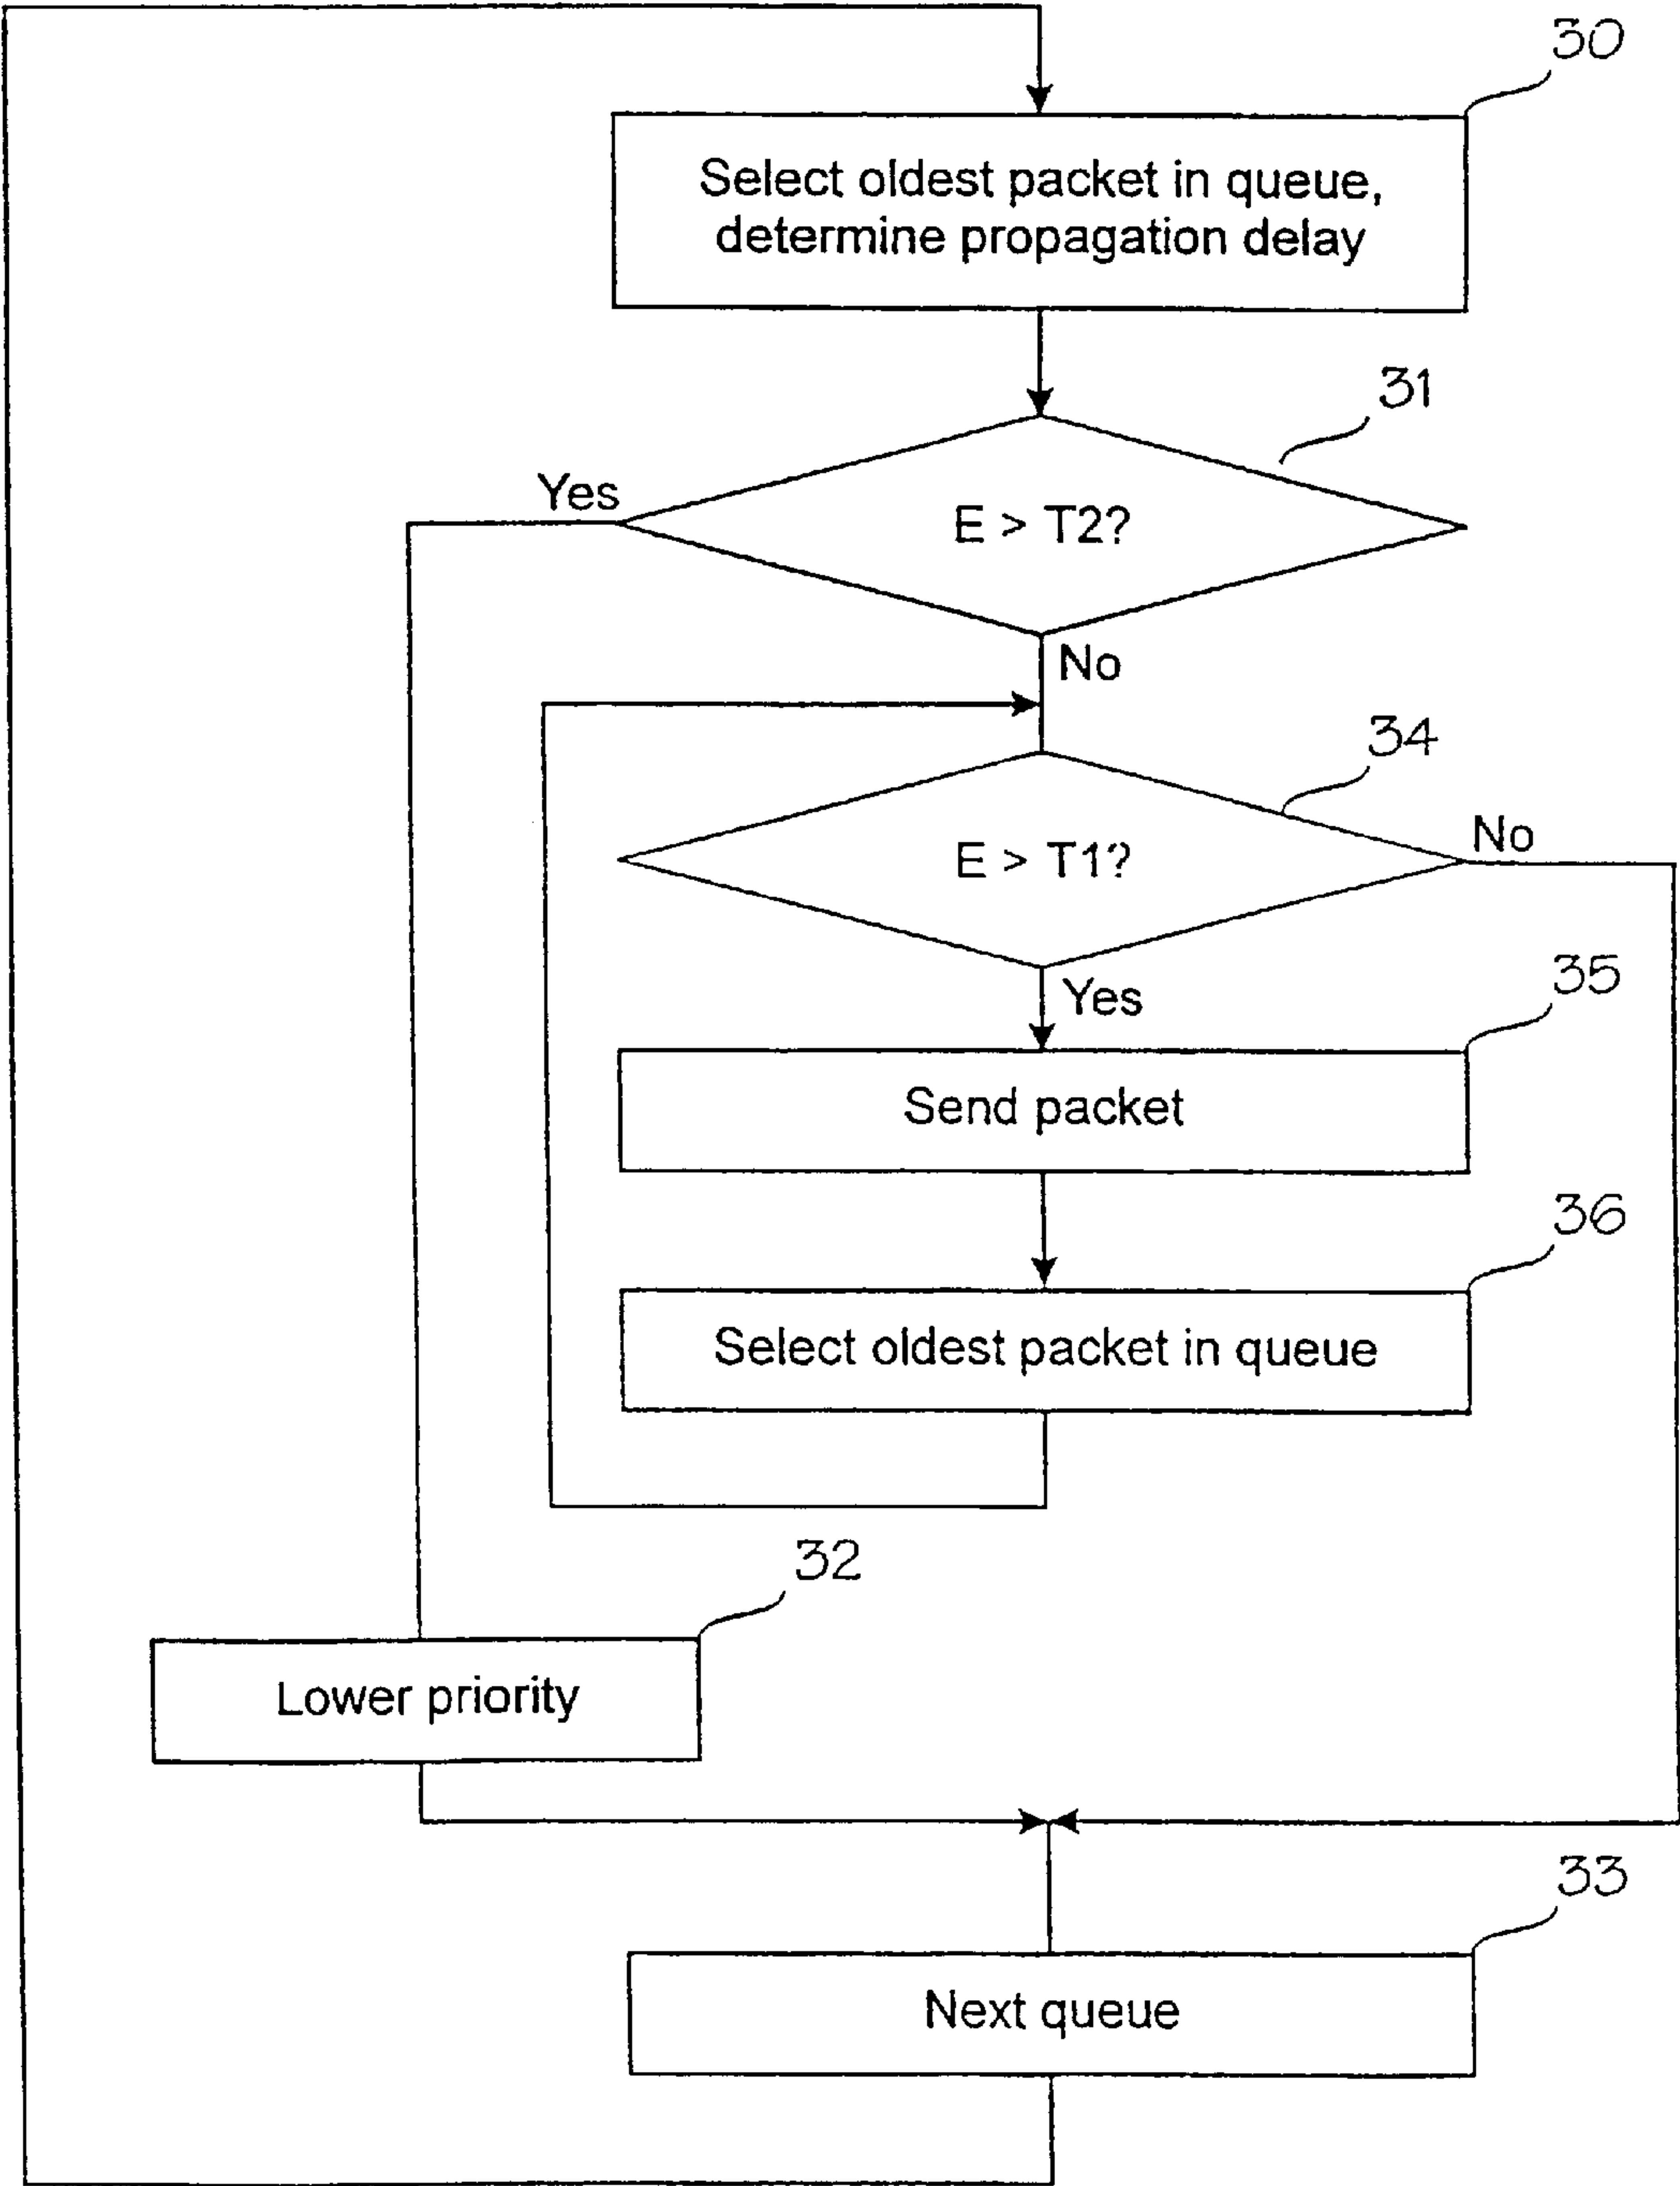 30
Select oldest packet in queue,
determine propagation delay
31
Yes
E > T2?
No
34
No
E > T1?
Yes
35
Send packet
36
Select oldest packet in queue
32
Lower priority
33
Next queue